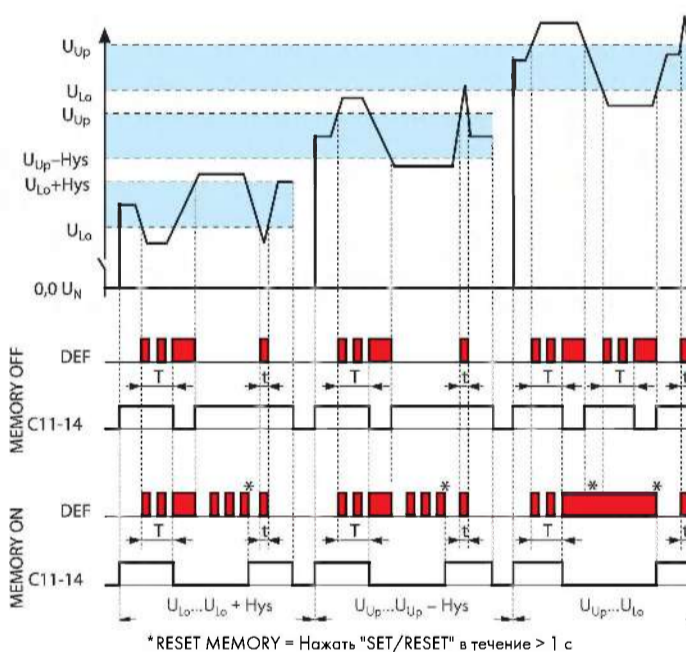 U_Up
U_Lo
U_Up
U_Up–Hys
U_Lo+Hys
U_Lo
0,0 U_N
MEMORY OFF
DEF
T t T t T T t
C11-14
MEMORY ON
DEF
* * * *
T t T t T t
C11-14
U_Lo...U_Lo + Hys U_Up...U_Up – Hys U_Up...U_Lo
*RESET MEMORY = Нажать "SET/RESET" в течение > 1 с